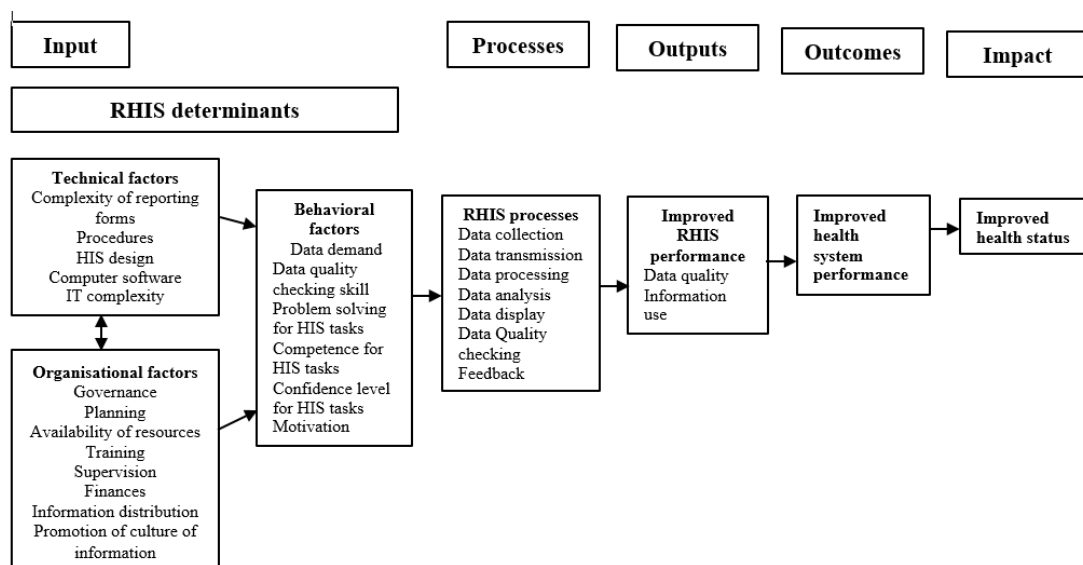 Input
Processes
Outputs
Outcomes
Impact
RHIS determinants
Technical factors
Complexity of reporting
forms
Procedures
HIS design
Computer software
IT complexity
Organisational factors
Governance
Planning
Availability of resources
Training
Supervision
Finances
Information distribution
Promotion of culture of
information
Behavioral
factors
Data demand
Data quality
checking skill
Problem solving
for HIS tasks
Competence for
HIS tasks
Confidence level
for HIS tasks
Motivation
RHIS processes
Data collection
Data transmission
Data processing
Data analysis
Data display
Data Quality
checking
Feedback
Improved
RHIS
performance
Data quality
Information
use
Improved
health
system
performance
Improved
health status